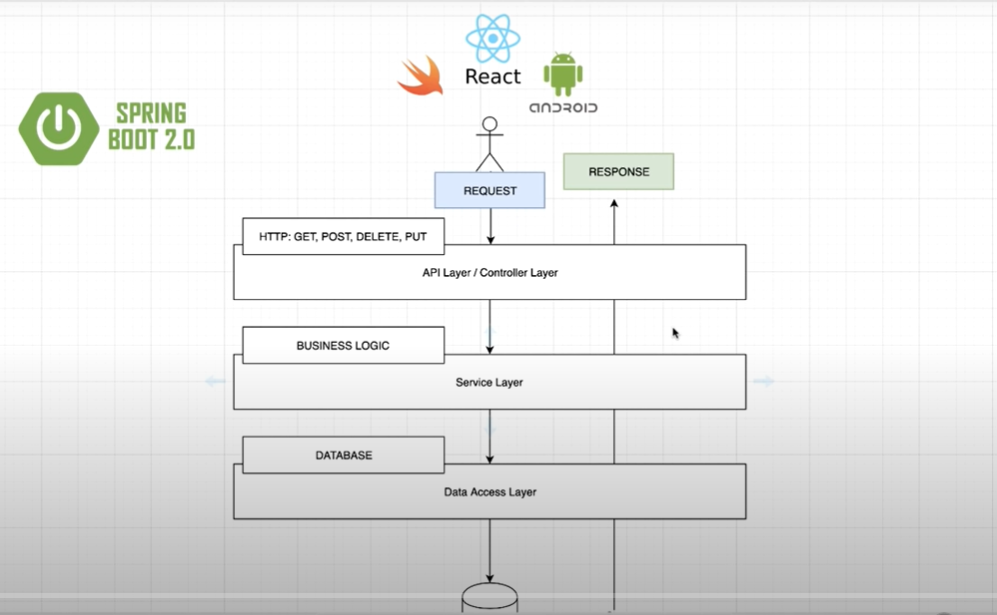 React
ANDROID
SPRING
BOOT 2.0
REQUEST
RESPONSE
HTTP: GET, POST, DELETE, PUT
API Layer / Controller Layer
BUSINESS LOGIC
Service Layer
DATABASE
Data Access Layer